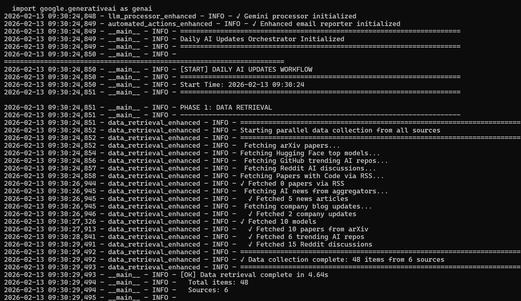 import google.generativeai as genai
2026-02-13 09:30:24,848 - llm_processor_enhanced - INFO - √ Gemini processor initialized
2026-02-13 09:30:24,849 - automated_actions_enhanced - INFO - √ Enhanced email reporter initialized
2026-02-13 09:30:24,849 - __main__ - INFO - ======================================================================
2026-02-13 09:30:24,849 - __main__ - INFO - Daily AI Updates Orchestrator Initialized
2026-02-13 09:30:24,850 - __main__ - INFO - ======================================================================
2026-02-13 09:30:24,850 - __main__ - INFO -
======================================================================
2026-02-13 09:30:24,850 - __main__ - INFO - [START] DAILY AI UPDATES WORKFLOW
2026-02-13 09:30:24,850 - __main__ - INFO - ======================================================================
2026-02-13 09:30:24,850 - __main__ - INFO - Start Time: 2026-02-13 09:30:24
2026-02-13 09:30:24,851 - __main__ - INFO - ======================================================================

2026-02-13 09:30:24,851 - __main__ - INFO - PHASE 1: DATA RETRIEVAL
2026-02-13 09:30:24,851 - __main__ - INFO - ----------------------------------------------------------------------
2026-02-13 09:30:24,851 - data_retrieval_enhanced - INFO - ======================================================================
2026-02-13 09:30:24,852 - data_retrieval_enhanced - INFO - Starting parallel data collection from all sources
2026-02-13 09:30:24,852 - data_retrieval_enhanced - INFO - ======================================================================
2026-02-13 09:30:24,852 - data_retrieval_enhanced - INFO - Fetching arXiv papers...
2026-02-13 09:30:24,854 - data_retrieval_enhanced - INFO - Fetching Hugging Face top models...
2026-02-13 09:30:24,856 - data_retrieval_enhanced - INFO - Fetching GitHub trending AI repos...
2026-02-13 09:30:24,857 - data_retrieval_enhanced - INFO - Fetching Reddit AI discussions...
2026-02-13 09:30:24,858 - data_retrieval_enhanced - INFO - Fetching Papers with Code via RSS...
2026-02-13 09:30:26,944 - data_retrieval_enhanced - INFO - √ Fetched 0 papers via RSS
2026-02-13 09:30:26,945 - data_retrieval_enhanced - INFO - Fetching AI news from aggregators...
2026-02-13 09:30:26,945 - data_retrieval_enhanced - INFO - √ Fetched 5 news articles
2026-02-13 09:30:26,945 - data_retrieval_enhanced - INFO - Fetching company blog updates...
2026-02-13 09:30:26,946 - data_retrieval_enhanced - INFO - √ Fetched 2 company updates
2026-02-13 09:30:27,326 - data_retrieval_enhanced - INFO - √ Fetched 10 models
2026-02-13 09:30:27,913 - data_retrieval_enhanced - INFO - √ Fetched 10 papers from arXiv
2026-02-13 09:30:28,841 - data_retrieval_enhanced - INFO - √ Fetched 6 trending AI repos
2026-02-13 09:30:29,491 - data_retrieval_enhanced - INFO - √ Fetched 15 Reddit discussions
2026-02-13 09:30:29,492 - data_retrieval_enhanced - INFO - ======================================================================
2026-02-13 09:30:29,492 - data_retrieval_enhanced - INFO - √ Data collection complete: 48 items from 6 sources
2026-02-13 09:30:29,492 - data_retrieval_enhanced - INFO - ======================================================================
2026-02-13 09:30:29,493 - __main__ - INFO - [OK] Data retrieval complete in 4.64s
2026-02-13 09:30:29,494 - __main__ - INFO - Total items: 48
2026-02-13 09:30:29,494 - __main__ - INFO - Sources: 6
2026-02-13 09:30:29,495 - __main__ - INFO -